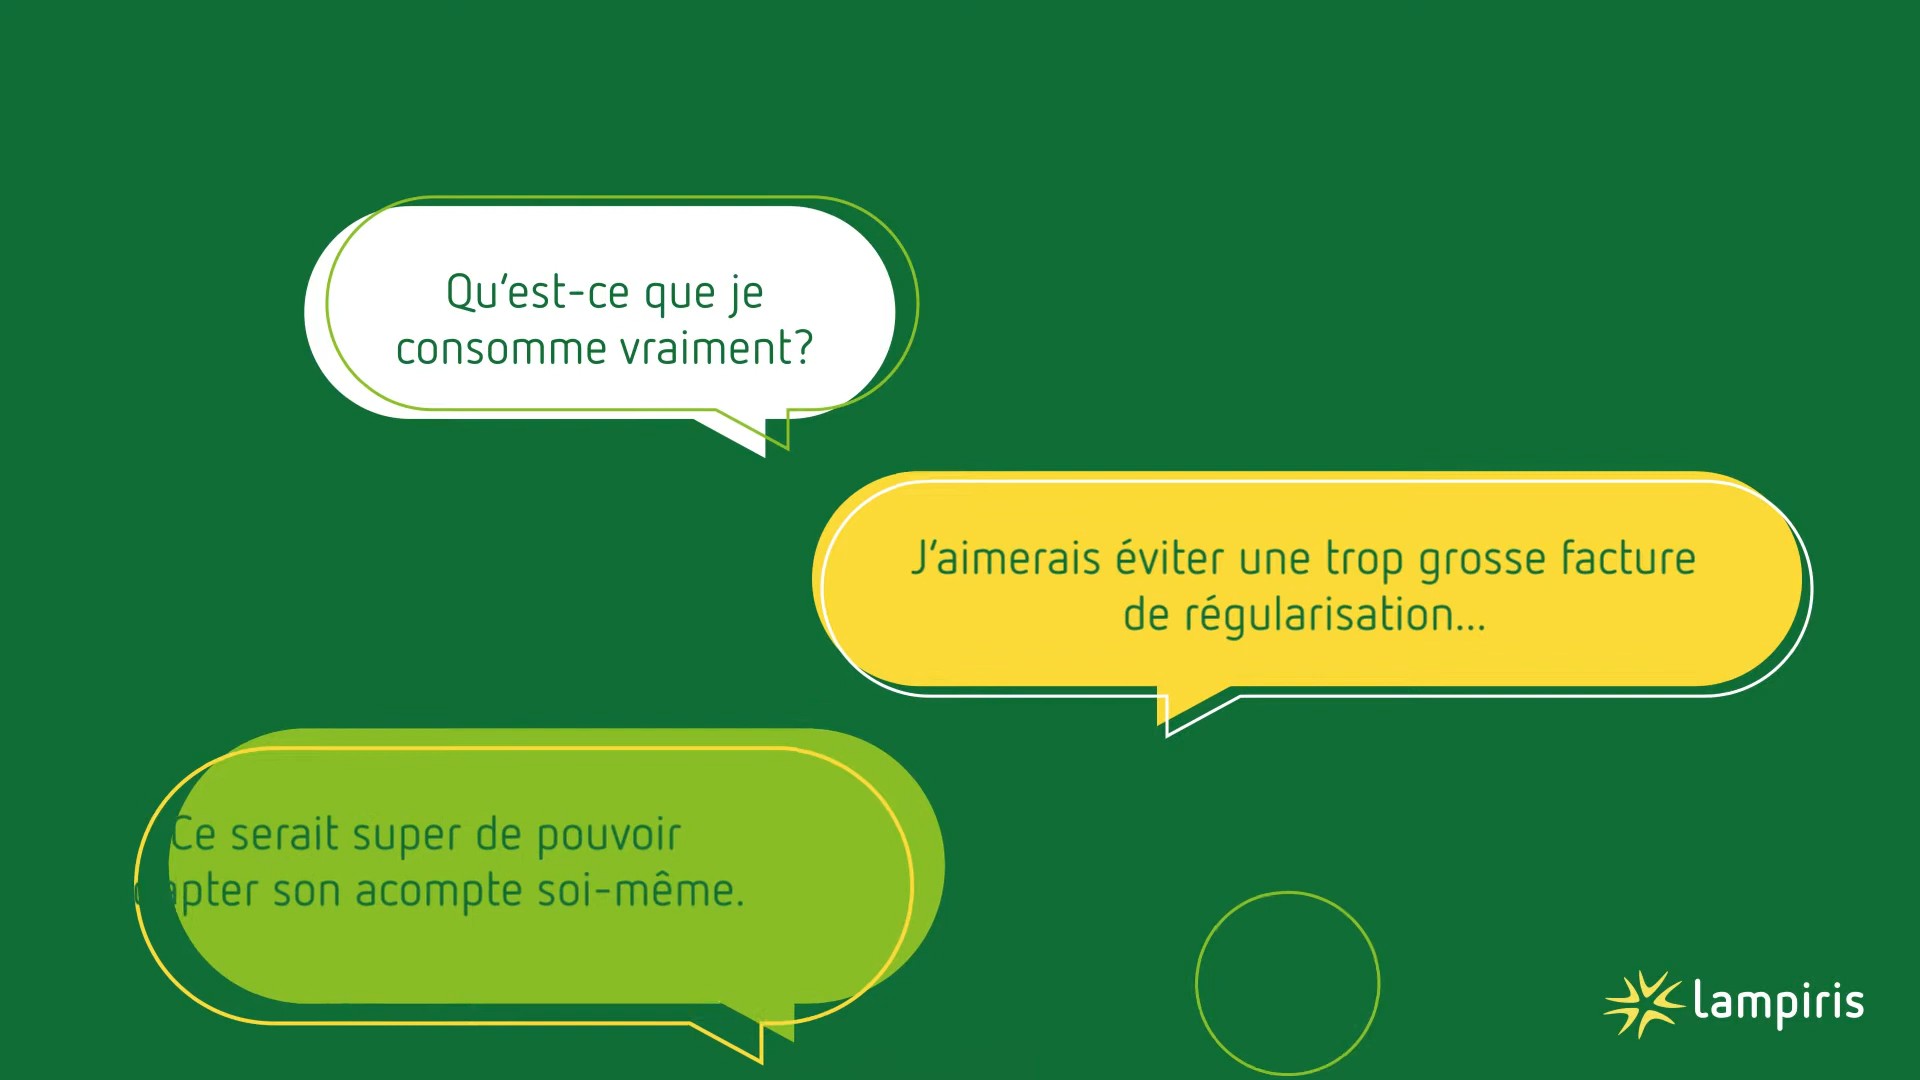 Qu'est-ce que je
consomme vraiment?
J'aimerais éviter une trop grosse facture
de régularisation...
Ce serait super de pouvoir
son acompte soi-même.
lampiris